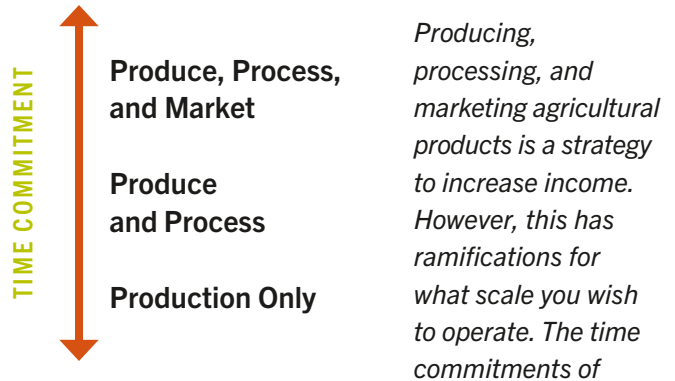 TIME COMMITMENT
Produce, Process,
and Market
Produce
and Process
Production Only
Producing,
processing, and
marketing agricultural
products is a strategy
to increase income.
However, this has
ramifications for
what scale you wish
to operate. The time
commitments of